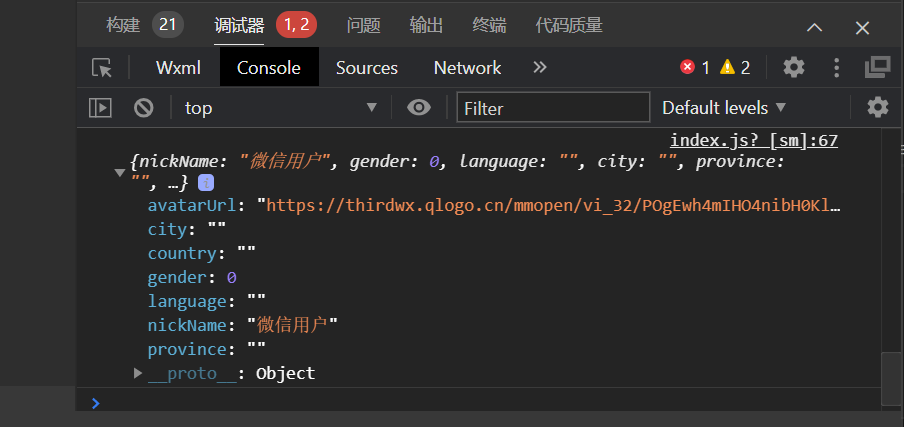 构建 21 调试器 1, 2 问题 输出 终端 代码质量
Wxml Console Sources Network 1 2
top Filter Default levels
index.js? [sm]:67
{nickName: "微信用户", gender: 0, language: "", city: "", province:
"", …} i
avatarUrl: "https://thirdwx.qlogo.cn/mmopen/vi_32/POgEwh4mIHO4nibH0Kl…
city: ""
country: ""
gender: 0
language: ""
nickName: "微信用户"
province: ""
__proto__: Object